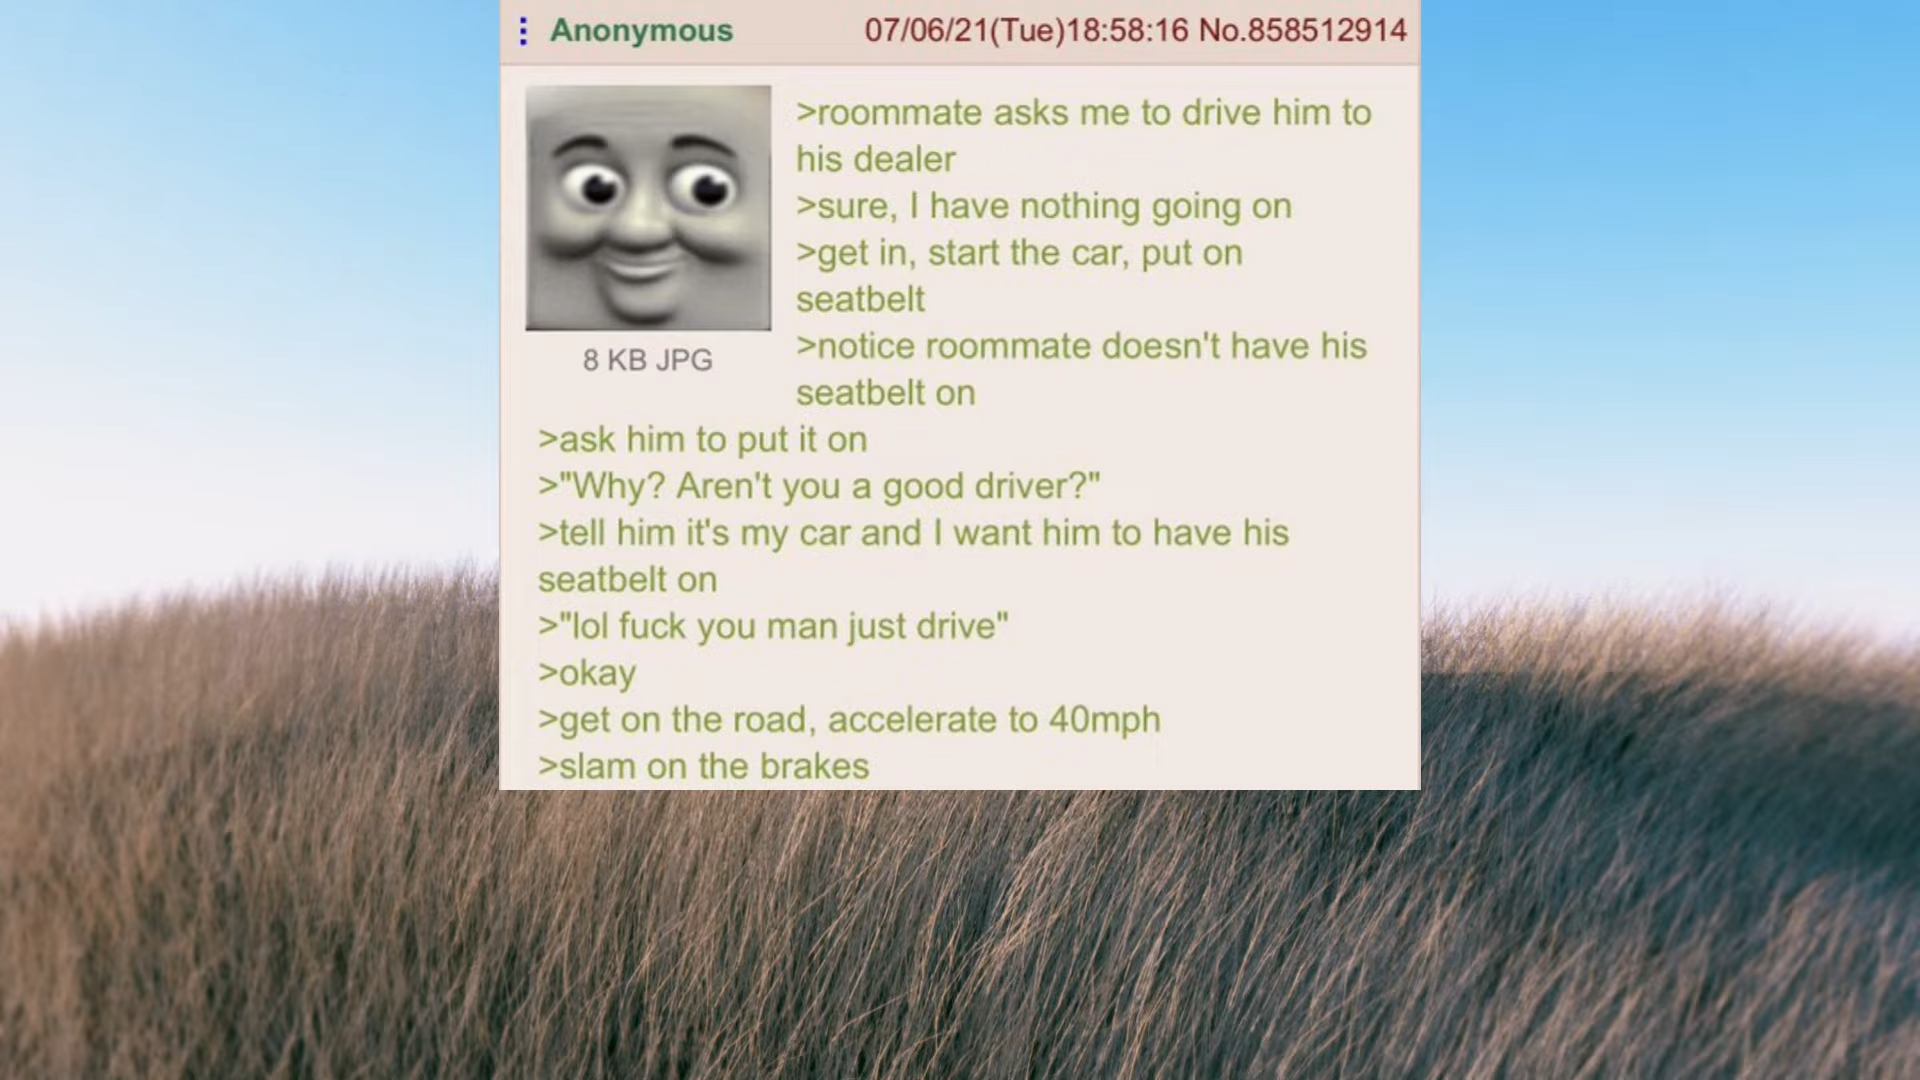 Anonymous 07/06/21(Tue)18:58:16 No.858512914
>roommate asks me to drive him to
his dealer
>sure, I have nothing going on
>get in, start the car, put on
seatbelt
>notice roommate doesn't have his
seatbelt on
8 KB JPG
>ask him to put it on
>"Why? Aren't you a good driver?"
>tell him it's my car and I want him to have his
seatbelt on
>"lol fuck you man just drive"
>okay
>get on the road, accelerate to 40mph
>slam on the brakes